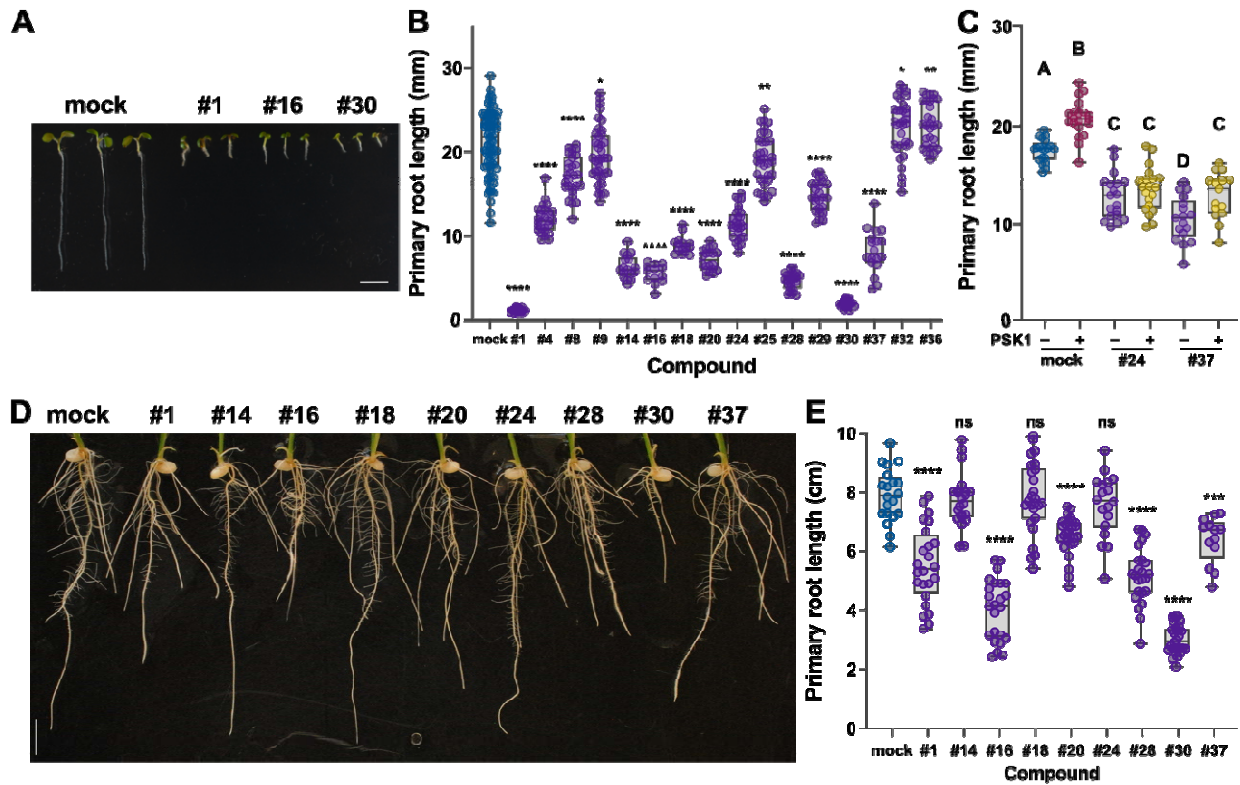 A
mock #1 #16 #30
B
Primary root length (mm)
30
20
10
0
**** **** **** * **** **** **** **** **** ** **** **** **** **** * **
mock #1 #4 #8 #9 #14 #16 #18 #20 #24 #25 #28 #29 #30 #37 #32 #36
Compound
C
Primary root length (mm)
30
20
10
0
A B C C D C
PSK1 – + – + – +
mock #24 #37
D
mock #1 #14 #16 #18 #20 #24 #28 #30 #37
E
Primary root length (cm)
10
8
6
4
2
0
**** ns **** ns **** ns **** **** ***
mock #1 #14 #16 #18 #20 #24 #28 #30 #37
Compound